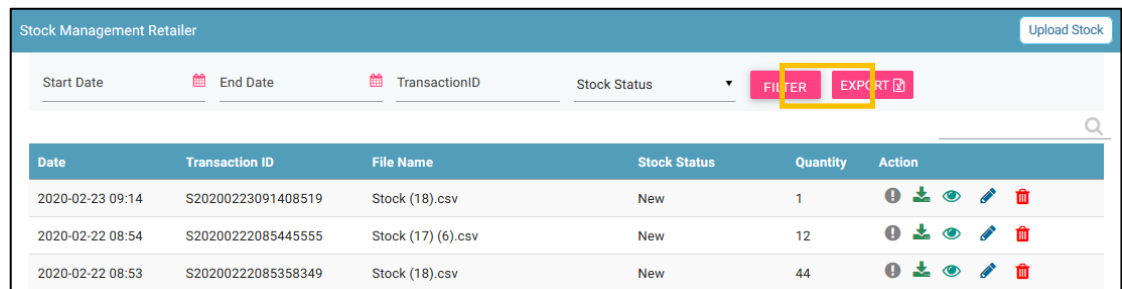 Stock Management Retailer Upload Stock
Start Date End Date TransactionID Stock Status FILTER EXPORT
Date Transaction ID File Name Stock Status Quantity Action
2020-02-23 09:14 S20200223091408519 Stock (18).csv New 1
2020-02-22 08:54 S20200222085445555 Stock (17) (6).csv New 12
2020-02-22 08:53 S20200222085358349 Stock (18).csv New 44